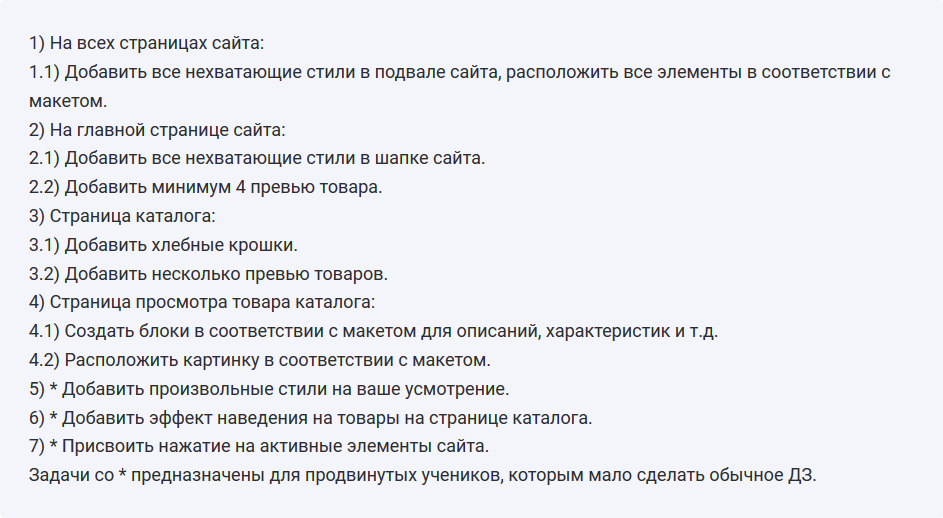 1) На всех страницах сайта:
1.1) Добавить все нехватающие стили в подвале сайта, расположить все элементы в соответствии с
макетом.
2) На главной странице сайта:
2.1) Добавить все нехватающие стили в шапке сайта.
2.2) Добавить минимум 4 превью товара.
3) Страница каталога:
3.1) Добавить хлебные крошки.
3.2) Добавить несколько превью товаров.
4) Страница просмотра товара каталога:
4.1) Создать блоки в соответствии с макетом для описаний, характеристик и т.д.
4.2) Расположить картинку в соответствии с макетом.
5) * Добавить произвольные стили на ваше усмотрение.
6) * Добавить эффект наведения на товары на странице каталога.
7) * Присвоить нажатие на активные элементы сайта.
Задачи со * предназначены для продвинутых учеников, которым мало сделать обычное ДЗ.